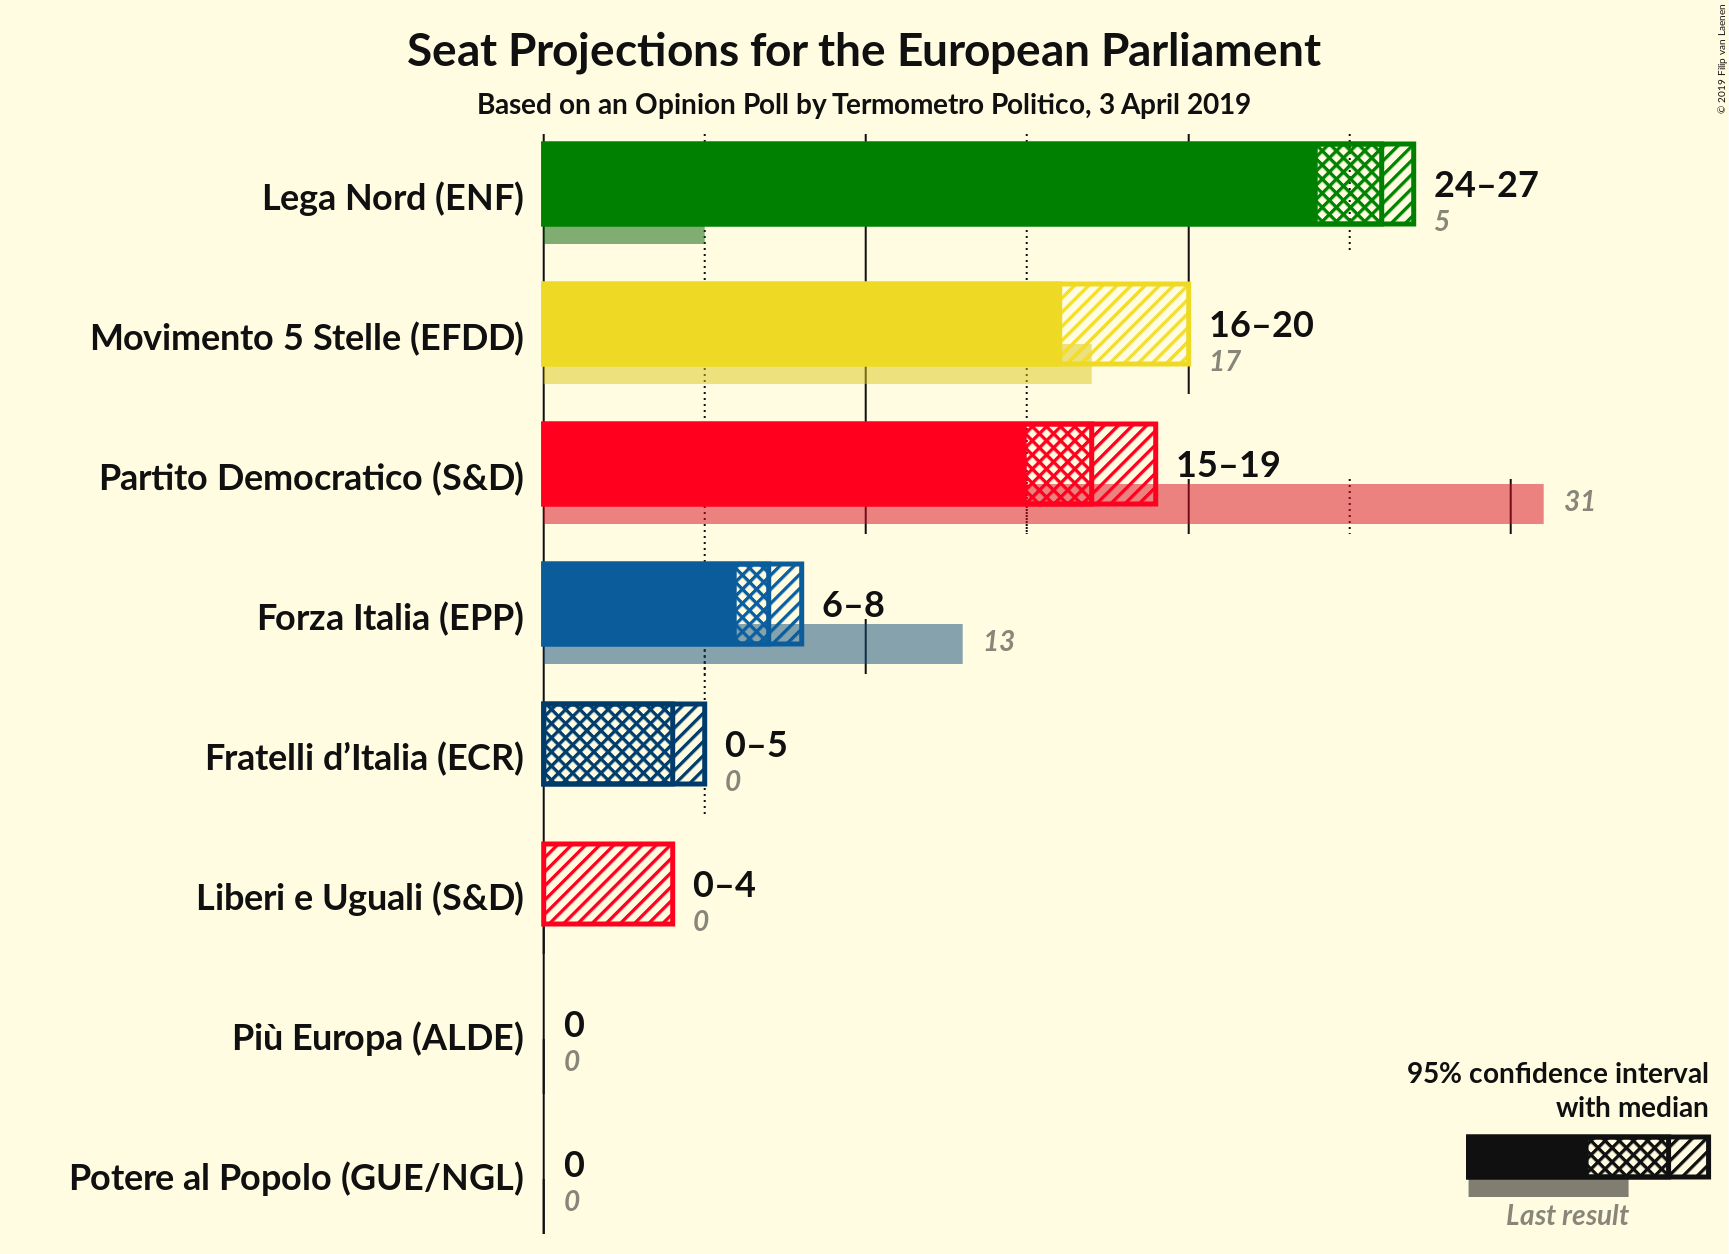 Seat Projections for the European Parliament
Based on an Opinion Poll by Termometro Politico, 3 April 2019
© 2019 Filip van Laenen
Lega Nord (ENF)
24–27
5
Movimento 5 Stelle (EFDD)
16–20
17
Partito Democratico (S&D)
15–19
31
Forza Italia (EPP)
6–8
13
Fratelli d’Italia (ECR)
0–5
0
Liberi e Uguali (S&D)
0–4
0
Più Europa (ALDE)
0
0
Potere al Popolo (GUE/NGL)
0
0
95% confidence interval
with median
Last result